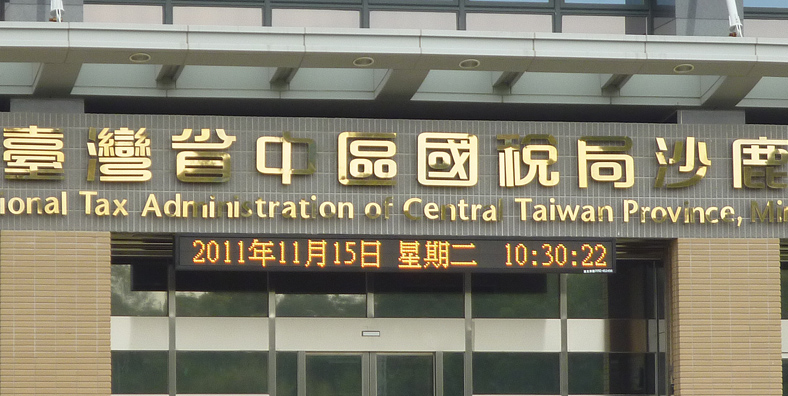 臺灣省中區國稅局沙鹿
ional Tax Administration of Central Taiwan Province, Min
2011年11月15日 星期二 10:30:22